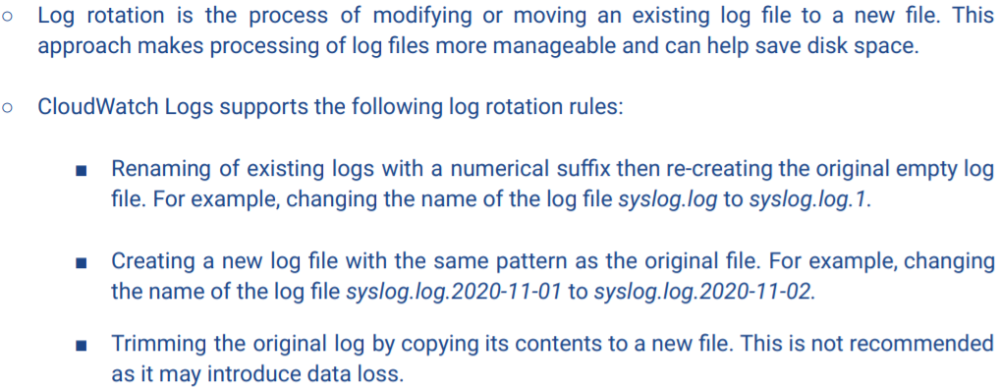 ○ Log rotation is the process of modifying or moving an existing log file to a new file. This
approach makes processing of log files more manageable and can help save disk space.
○ CloudWatch Logs supports the following log rotation rules:
■ Renaming of existing logs with a numerical suffix then re-creating the original empty log
file. For example, changing the name of the log file syslog.log to syslog.log.1.
■ Creating a new log file with the same pattern as the original file. For example, changing
the name of the log file syslog.log.2020-11-01 to syslog.log.2020-11-02.
■ Trimming the original log by copying its contents to a new file. This is not recommended
as it may introduce data loss.